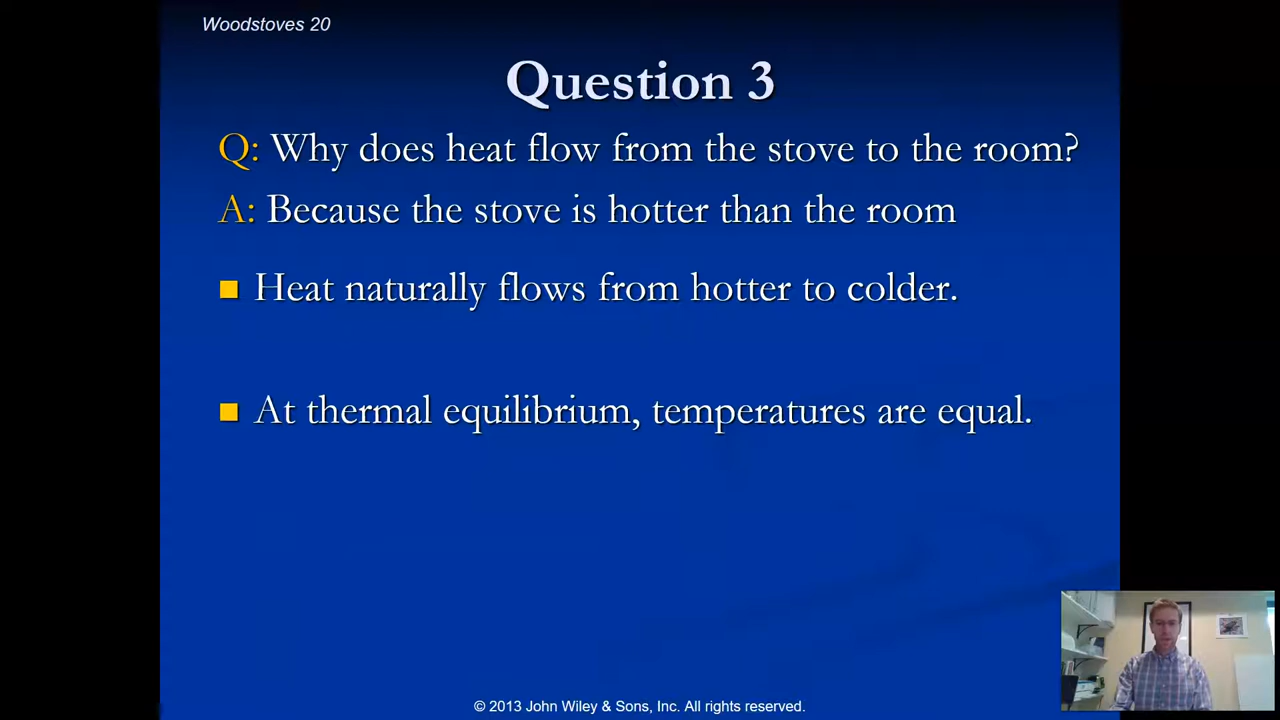 Woodstoves 20
Question 3
Q: Why does heat flow from the stove to the room?
A: Because the stove is hotter than the room
Heat naturally flows from hotter to colder.
At thermal equilibrium, temperatures are equal.
© 2013 John Wiley & Sons, Inc. All rights reserved.